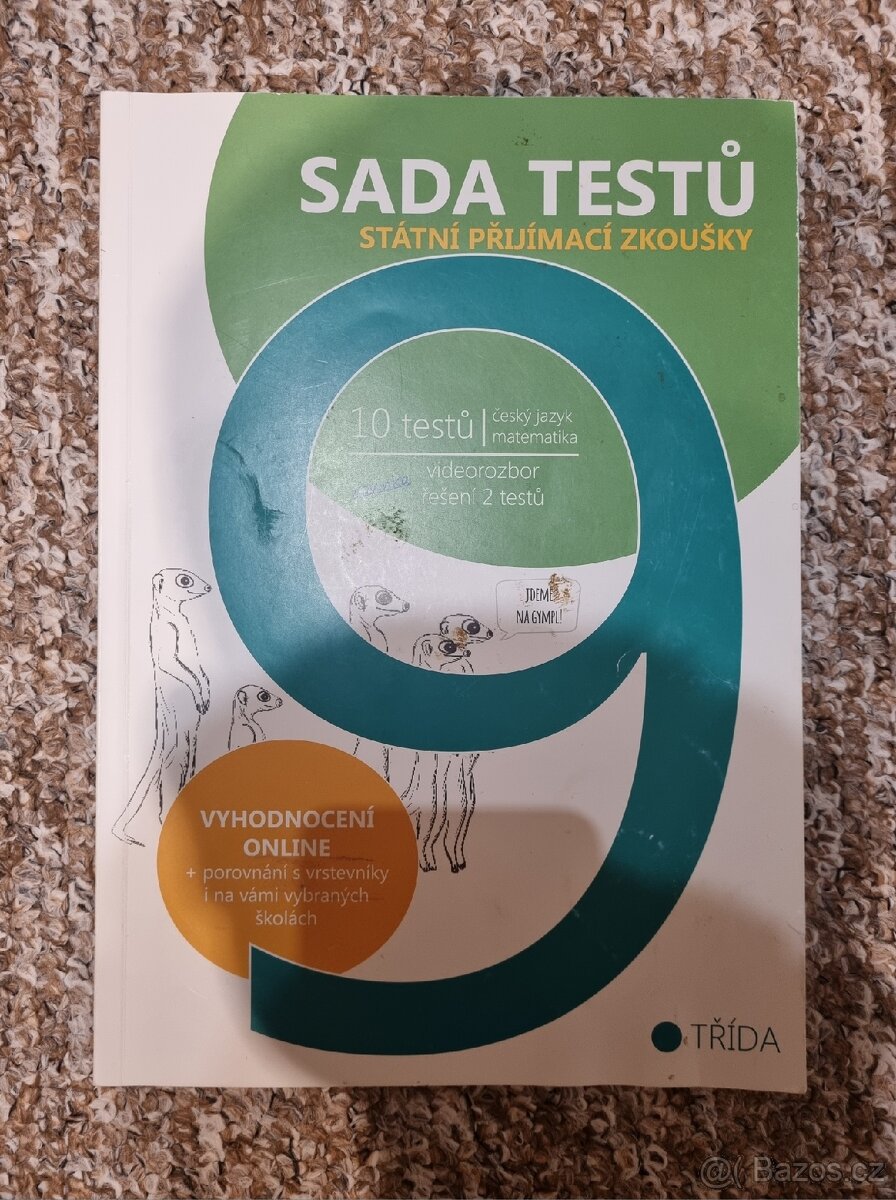 SADA TESTŮ
STÁTNÍ PŘIJÍMACÍ ZKOUŠKY
9
10 testů
český jazyk
matematika
videorozbor
řešení 2 testů
JDEME
NA GYMPL!
VYHODNOCENÍ
ONLINE
+ porovnání s vrstevníky
i na vámi vybraných
školách
TŘÍDA
@( Bazos.cz